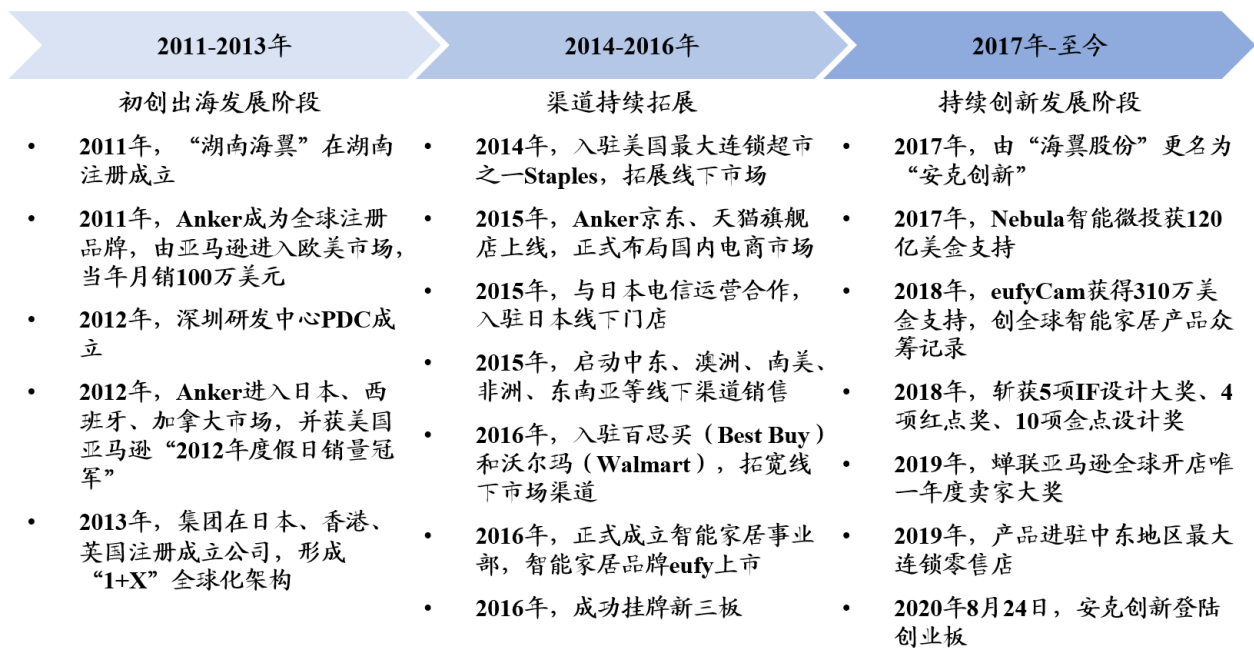 2011-2013年
初创出海发展阶段
• 2011年，“湖南海翼”在湖南
注册成立
• 2011年，Anker成为全球注册
品牌，由亚马逊进入欧美市场，
当年月销100万美元
• 2012年，深圳研发中心PDC成
立
• 2012年，Anker进入日本、西
班牙、加拿大市场，并获美国
亚马逊“2012年度假日销量冠
军”
• 2013年，集团在日本、香港、
英国注册成立公司，形成
“1+X”全球化架构
2014-2016年
渠道持续拓展
• 2014年，入驻美国最大连锁超市
之一Staples，拓展线下市场
• 2015年，Anker京东、天猫旗舰
店上线，正式布局国内电商市场
• 2015年，与日本电信运营合作，
入驻日本线下门店
• 2015年，启动中东、澳洲、南美、
非洲、东南亚等线下渠道销售
• 2016年，入驻百思买（Best Buy）
和沃尔玛（Walmart），拓宽线
下市场渠道
• 2016年，正式成立智能家居事业
部，智能家居品牌eufy上市
• 2016年，成功挂牌新三板
2017年-至今
持续创新发展阶段
• 2017年，由“海翼股份”更名为
“安克创新”
• 2017年，Nebula智能微投获120
亿美金支持
• 2018年，eufyCam获得310万美
金支持，创全球智能家居产品众
筹记录
• 2018年，斩获5项IF设计大奖、4
项红点奖、10项金点设计奖
• 2019年，蝉联亚马逊全球开店唯
一年度卖家大奖
• 2019年，产品进驻中东地区最大
连锁零售店
• 2020年8月24日，安克创新登陆
创业板